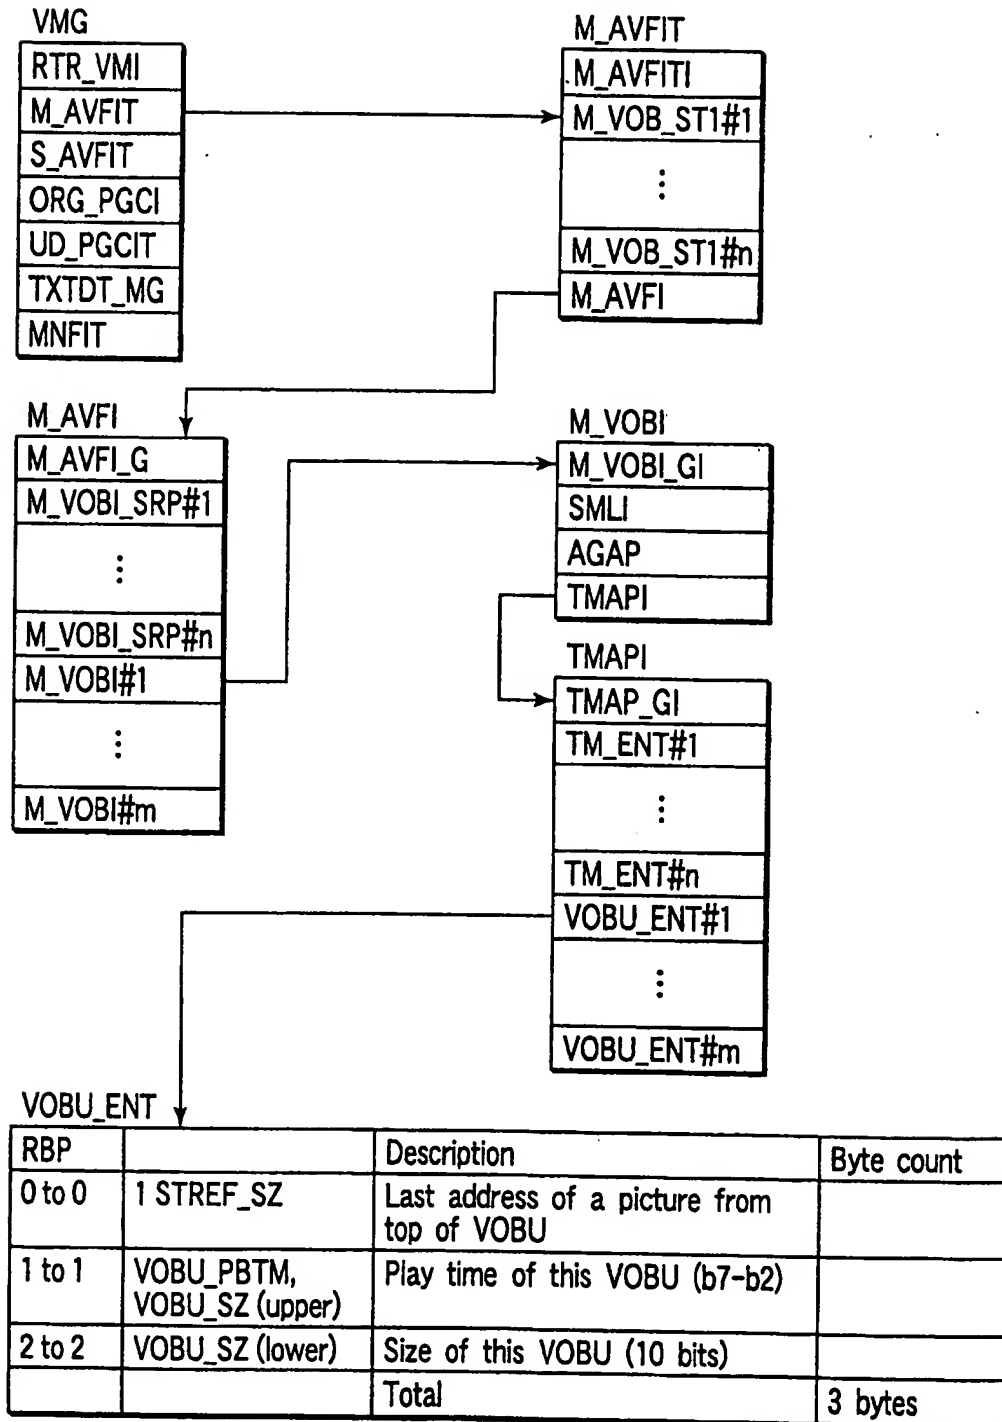 VMG
RTR_VMI
M_AVFIT
S_AVFIT
ORG_PGCI
UD_PGCIT
TXTDT_MG
MNFIT
M_AVFIT
M_AVFITI
M_VOB_ST1#1
⋮
M_VOB_ST1#n
M_AVFI
M_AVFI
M_AVFI_G
M_VOBI_SRP#1
⋮
M_VOBI_SRP#n
M_VOBI#1
⋮
M_VOBI#m
M_VOBI
M_VOBI_GI
SMLI
AGAP
TMAPI
TMAPI
TMAP_GI
TM_ENT#1
⋮
TM_ENT#n
VOBU_ENT#1
⋮
VOBU_ENT#m
VOBU_ENT
RBP Description Byte count
0 to 0 1 STREF_SZ Last address of a picture from
top of VOBU
1 to 1 VOBU_PBTM, Play time of this VOBU (b7-b2)
VOBU_SZ (upper)
2 to 2 VOBU_SZ (lower) Size of this VOBU (10 bits)
Total 3 bytes